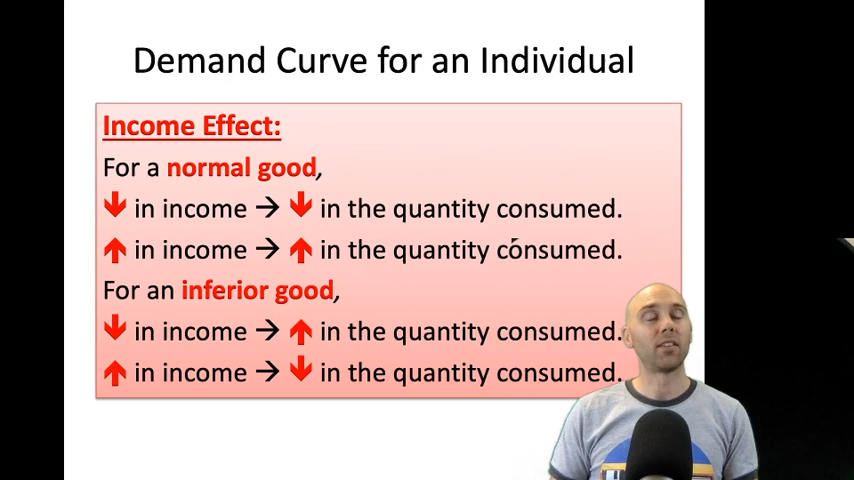 Demand Curve for an Individual
Income Effect:
For a normal good,
↓ in income → ↓ in the quantity consumed.
↑ in income → ↑ in the quantity consumed.
For an inferior good,
↓ in income → ↑ in the quantity consumed.
↑ in income → ↓ in the quantity consumed.